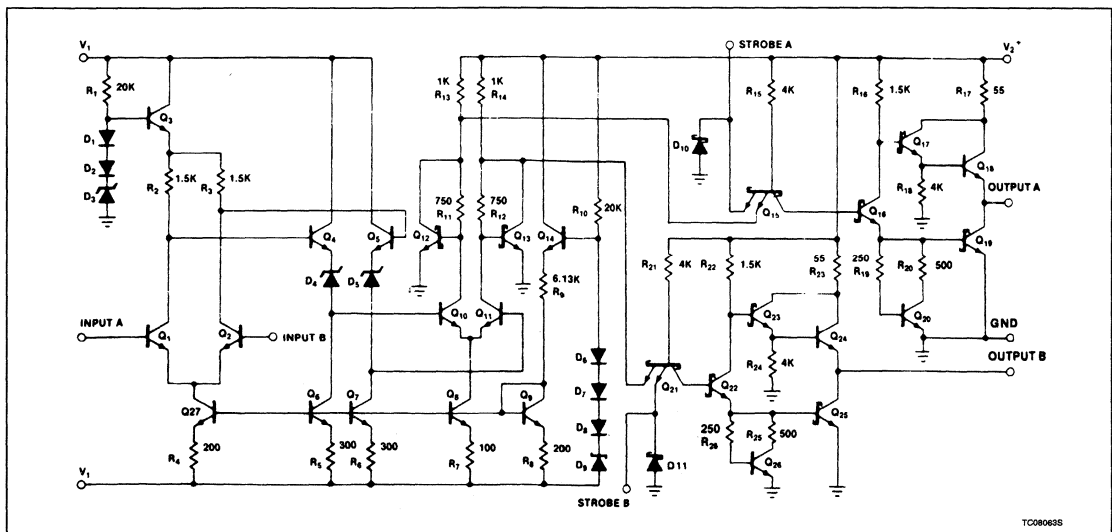 V1
R1
20K
D1
D2
D3
Q3
R2
1.5K
R3
1.5K
Q4
Q5
D4
D5
INPUT A
Q1
Q2
INPUT B
Q27
R4
200
Q6
R5
300
Q7
R6
300
V1
1K
R13
1K
R14
750
R11
750
R12
Q12
Q13
Q14
R10
20K
6.13K
R9
Q10
Q11
Q8
R7
100
Q9
R8
200
D6
D7
D8
D9
STROBE A
D10
R15
4K
Q15
R21
4K
R22
1.5K
55
R23
Q23
R24
4K
Q24
Q21
Q22
250
R26
R25
500
Q25
Q26
D11
STROBE B
V2+
R16
1.5K
R17
55
Q17
R18
4K
Q18
OUTPUT A
Q16
Q19
250
R19
R20
500
Q20
GND
OUTPUT B
TC08063S